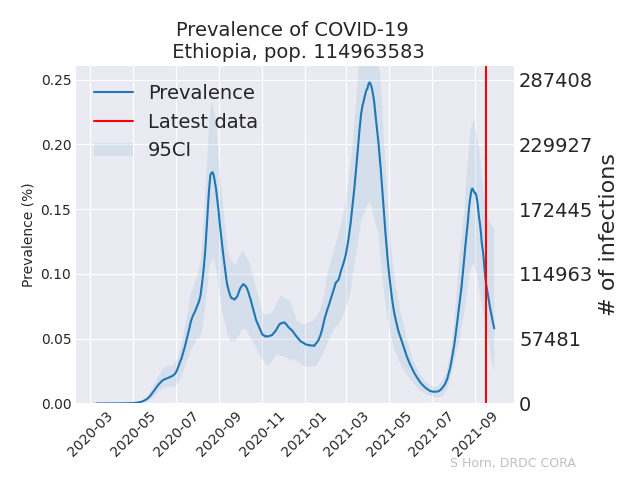 Prevalence of COVID-19
Ethiopia, pop. 114963583
Prevalence
Latest data
95CI
Prevalence (%)
0.25
0.20
0.15
0.10
0.05
0.00
287408
229927
172445
114963
57481
0
# of infections
2020-03
2020-05
2020-07
2020-09
2020-11
2021-01
2021-03
2021-05
2021-07
2021-09
S Horn, DRDC CORA